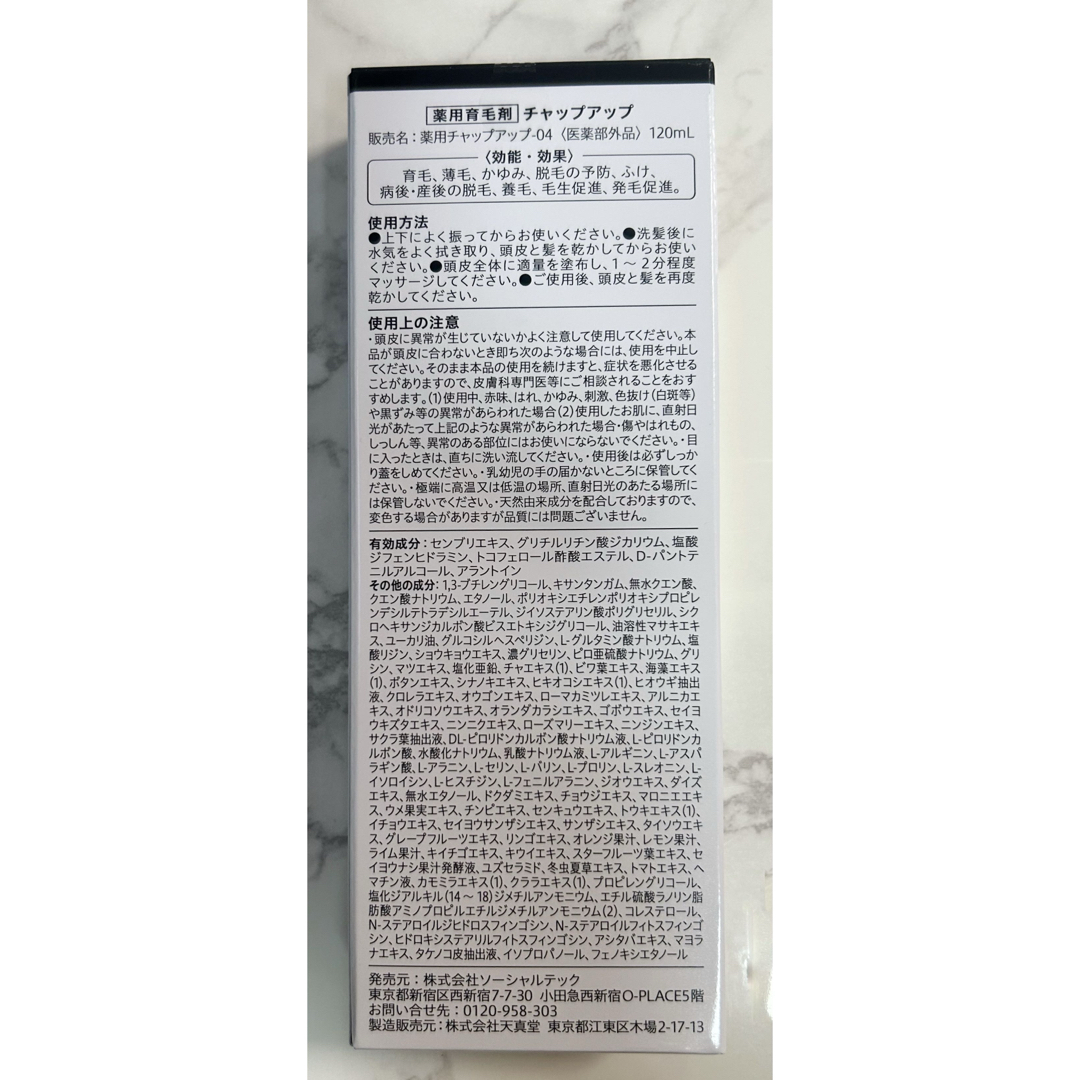 薬用育毛剤 チャップアップ
販売名：薬用チャップアップ-04〈医薬部外品〉120mL
〈効能・効果〉
育毛、薄毛、かゆみ、脱毛の予防、ふけ、
病後・産後の脱毛、養毛、毛生促進、発毛促進。
使用方法
●上下によく振ってからお使いください。●洗髪後に
水気をよく拭き取り、頭皮と髪を乾かしてからお使い
ください。●頭皮全体に適量を塗布し、1～2分程度
マッサージしてください。●ご使用後、頭皮と髪を再度
乾かしてください。
使用上の注意
・頭皮に異常が生じていないかよく注意して使用してください。本
品が頭皮に合わないとき即ち次のような場合には、使用を中止し
てください。そのまま本品の使用を続けますと、症状を悪化させる
ことがありますので、皮膚科専門医等にご相談されることをおす
すめします。(1)使用中、赤味、はれ、かゆみ、刺激、色抜け(白斑等)
や黒ずみ等の異常があらわれた場合(2)使用したお肌に、直射日
光があたって上記のような異常があらわれた場合・傷やはれもの、
しっしん等、異常のある部位にはお使いにならないでください。・目
に入ったときは、直ちに洗い流してください。・使用後は必ずしっか
り蓋をしめてください。・乳幼児の手の届かないところに保管してく
ださい。・極端に高温又は低温の場所、直射日光のあたる場所に
は保管しないでください。・天然由来成分を配合しておりますので、
変色する場合がありますが品質には問題ございません。
有効成分：センブリエキス、グリチルリチン酸ジカリウム、塩酸
ジフェンヒドラミン、トコフェロール酢酸エステル、D-パントテ
ニルアルコール、アラントイン
その他の成分：1,3-ブチレングリコール、キサンタンガム、無水クエン酸、
クエン酸ナトリウム、エタノール、ポリオキシエチレンポリオキシプロピレ
ンデシルテトラデシルエーテル、ジイソステアリン酸ポリグリセリル、シク
ロヘキサンジカルボン酸ビスエトキシジグリコール、油溶性マサキエキ
ス、ユーカリ油、グルコシルヘスペリジン、L-グルタミン酸ナトリウム、塩
酸リジン、ショウキョウエキス、濃グリセリン、ピロ亜硫酸ナトリウム、グリ
シン、マツエキス、塩化亜鉛、チャエキス(1)、ビワ葉エキス、海藻エキス
(1)、ボタンエキス、シナノキエキス、ヒキオコシエキス(1)、ヒオウギ抽出
液、クロレラエキス、オウゴンエキス、ローマカミツレエキス、アルニカエ
キス、オドリコソウエキス、オランダカラシエキス、ゴボウエキス、セイヨ
ウキズタエキス、ニンニクエキス、ローズマリーエキス、ニンジンエキス、
サクラ葉抽出液、DL-ピロリドンカルボン酸ナトリウム液、L-ピロリドンカ
ルボン酸、水酸化ナトリウム、乳酸ナトリウム液、L-アルギニン、L-アスパ
ラギン酸、L-アラニン、L-セリン、L-バリン、L-プロリン、L-スレオニン、L-
イソロイシン、L-ヒスチジン、L-フェニルアラニン、ジオウエキス、ダイズ
エキス、無水エタノール、ドクダミエキス、チョウジエキス、マロニエエキ
ス、ウメ果実エキス、チンピエキス、センキュウエキス、トウキエキス(1)、
イチョウエキス、セイヨウサンザシエキス、サンザシエキス、タイソウエキ
ス、グレープフルーツエキス、リンゴエキス、オレンジ果汁、レモン果汁、
ライム果汁、キイチゴエキス、キウイエキス、スターフルーツ葉エキス、セ
イヨウナシ果汁発酵液、ユズセラミド、冬虫夏草エキス、トマトエキス、ヘ
マチン液、カモミラエキス(1)、クララエキス(1)、プロピレングリコール、
塩化ジアルキル(14～18)ジメチルアンモニウム、エチル硫酸ラノリン脂
肪酸アミノプロピルエチルジメチルアンモニウム(2)、コレステロール、
N-ステアロイルジヒドロスフィンゴシン、N-ステアロイルフィトスフィンゴ
シン、ヒドロキシステアリルフィトスフィンゴシン、アシタバエキス、マヨラ
ナエキス、タケノコ皮抽出液、イソプロパノール、フェノキシエタノール
発売元：株式会社ソーシャルテック
東京都新宿区西新宿7-7-30 小田急西新宿O-PLACE5階
お問い合せ先：0120-958-303
製造販売元：株式会社天真堂 東京都江東区木場2-17-13